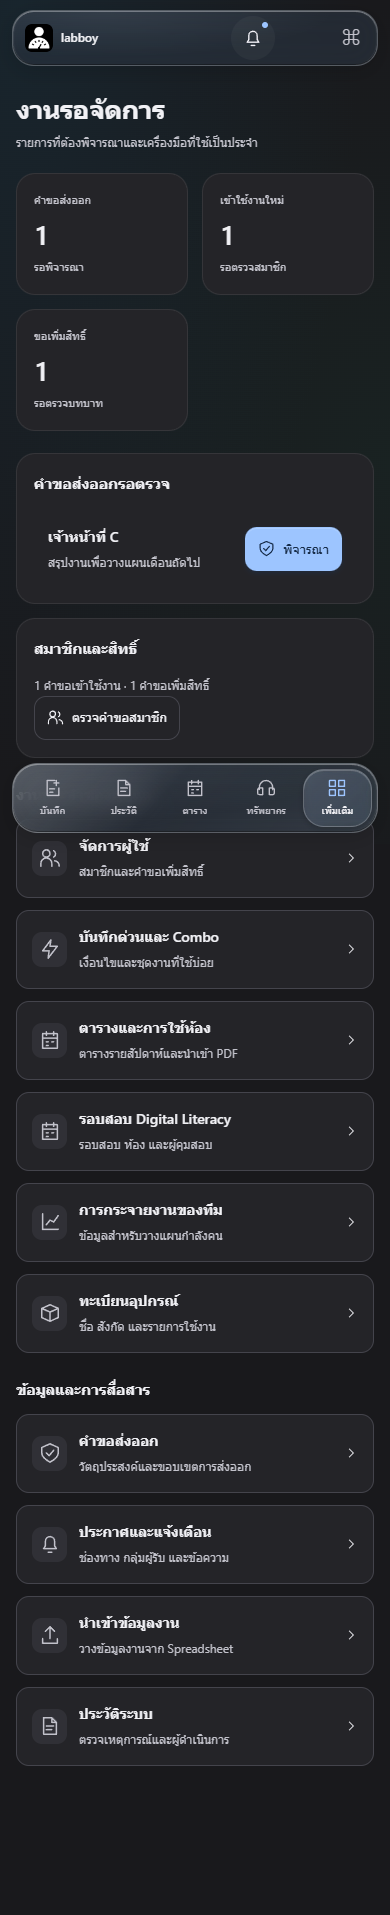 labboy
งานรอจัดการ
รายการที่ต้องพิจารณาและเครื่องมือที่ใช้เป็นประจำ
คำขอส่งออก
1
รอพิจารณา
เข้าใช้งานใหม่
1
รอตรวจสมาชิก
ขอเพิ่มสิทธิ์
1
รอตรวจบทบาท
คำขอส่งออกรอตรวจ
เจ้าหน้าที่ C
สรุปงานเพื่อวางแผนเดือนถัดไป
พิจารณา
สมาชิกและสิทธิ์
1 คำขอเข้าใช้งาน · 1 คำขอเพิ่มสิทธิ์
ตรวจคำขอสมาชิก
บันทึก
ประวัติ
ตาราง
ทรัพยากร
เพิ่มเติม
จัดการผู้ใช้
สมาชิกและคำขอเพิ่มสิทธิ์
บันทึกด่วนและ Combo
เงื่อนไขและชุดงานที่ใช้บ่อย
ตารางและการใช้ห้อง
ตารางรายสัปดาห์และนำเข้า PDF
รอบสอบ Digital Literacy
รอบสอบ ห้อง และผู้คุมสอบ
การกระจายงานของทีม
ข้อมูลสำหรับวางแผนกำลังคน
ทะเบียนอุปกรณ์
ชื่อ สังกัด และรายการใช้งาน
ข้อมูลและการสื่อสาร
คำขอส่งออก
วัตถุประสงค์และขอบเขตการส่งออก
ประกาศและแจ้งเตือน
ช่องทาง กลุ่มผู้รับ และข้อความ
นำเข้าข้อมูลงาน
วางข้อมูลงานจาก Spreadsheet
ประวัติระบบ
ตรวจเหตุการณ์และผู้ดำเนินการ